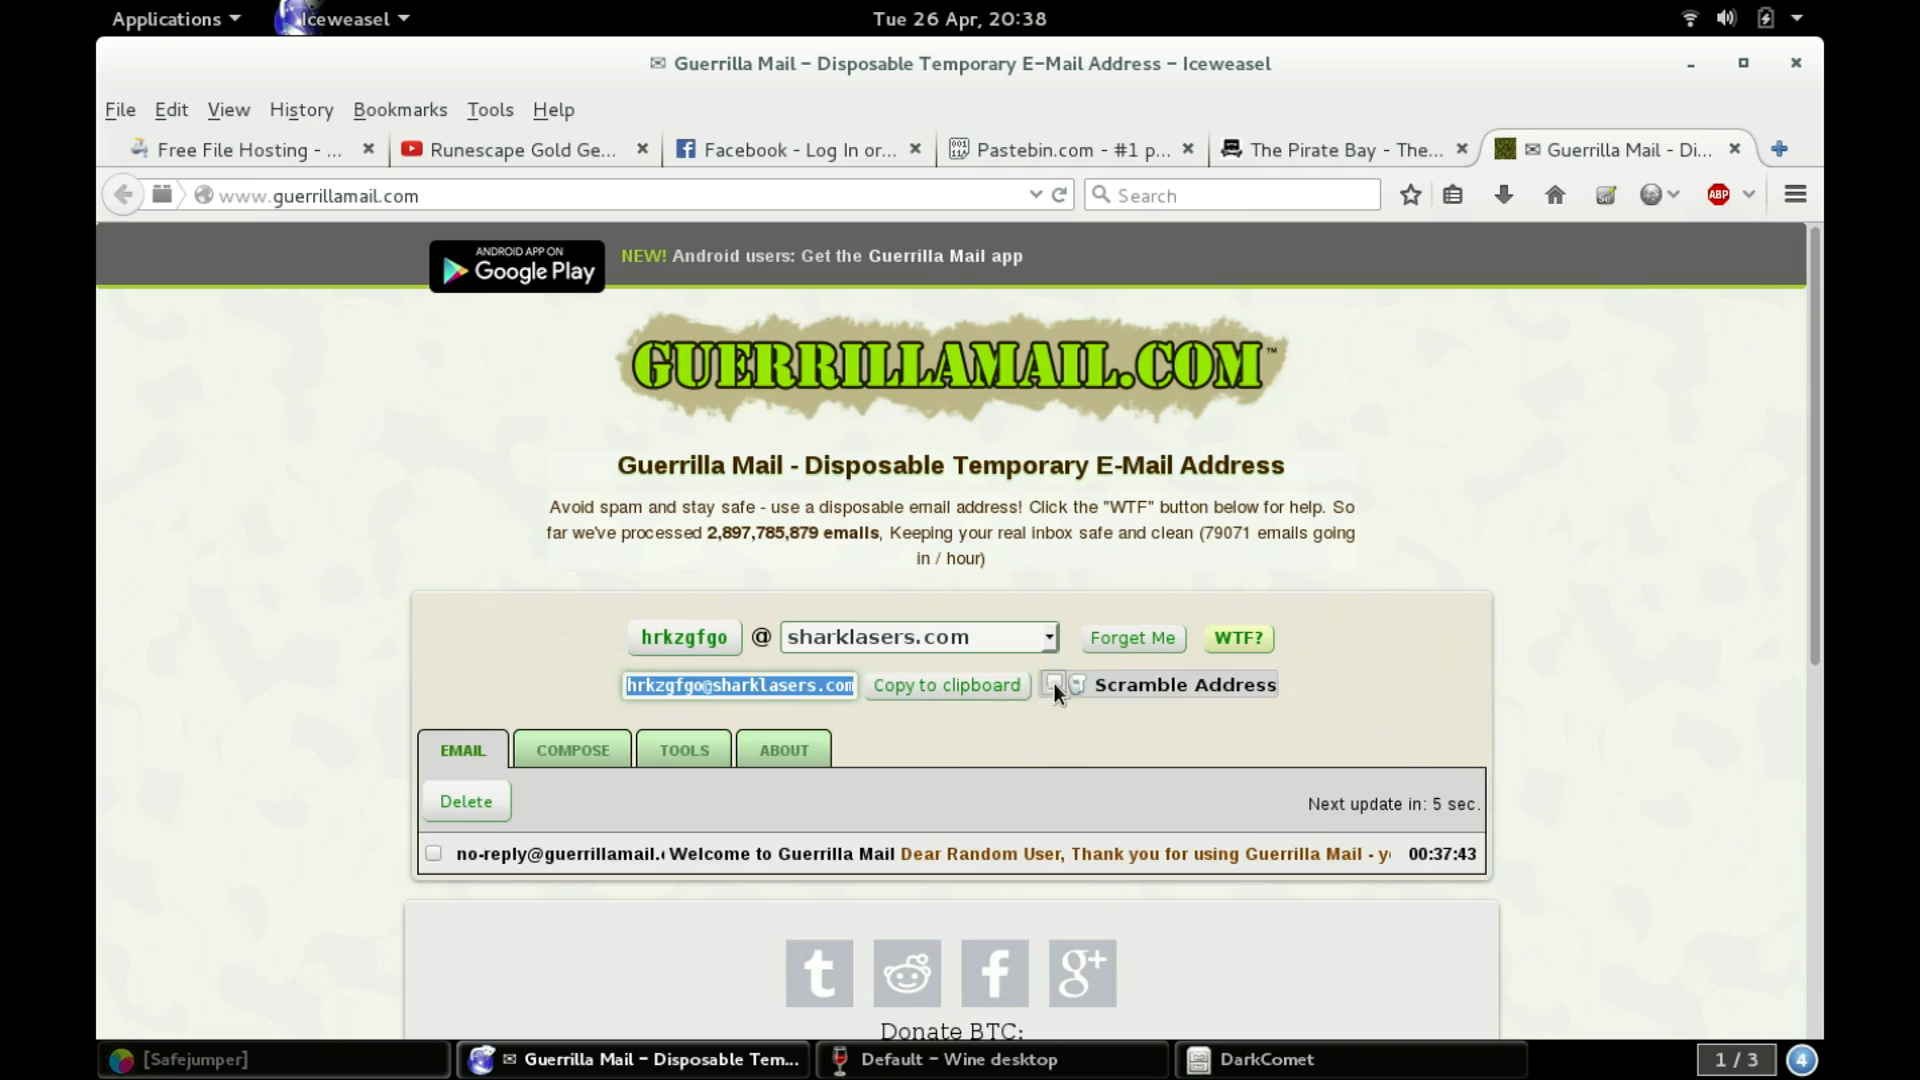 Applications
Iceweasel
Tue 26 Apr, 20:38
Guerrilla Mail – Disposable Temporary E–Mail Address – Iceweasel
File Edit View History Bookmarks Tools Help
Free File Hosting - ...
Runescape Gold Ge...
Facebook - Log In or...
Pastebin.com - #1 p...
The Pirate Bay - The...
Guerrilla Mail - Di...
www.guerrillamail.com
Search
ABP
ANDROID APP ON
Google Play
NEW! Android users: Get the Guerrilla Mail app
GUERRILLAMAIL.COM™
Guerrilla Mail - Disposable Temporary E-Mail Address
Avoid spam and stay safe - use a disposable email address! Click the "WTF" button below for help. So
far we've processed 2,897,785,879 emails, Keeping your real inbox safe and clean (79071 emails going
in / hour)
hrkzgfgo @ sharklasers.com Forget Me WTF?
hrkzgfgo@sharklasers.com Copy to clipboard Scramble Address
EMAIL COMPOSE TOOLS ABOUT
Delete
Next update in: 5 sec.
no-reply@guerrillamail. Welcome to Guerrilla Mail Dear Random User, Thank you for using Guerrilla Mail - y 00:37:43
t f g+
Donate BTC:
[Safejumper]
Guerrilla Mail – Disposable Tem...
Default – Wine desktop
DarkComet
1 / 3
4